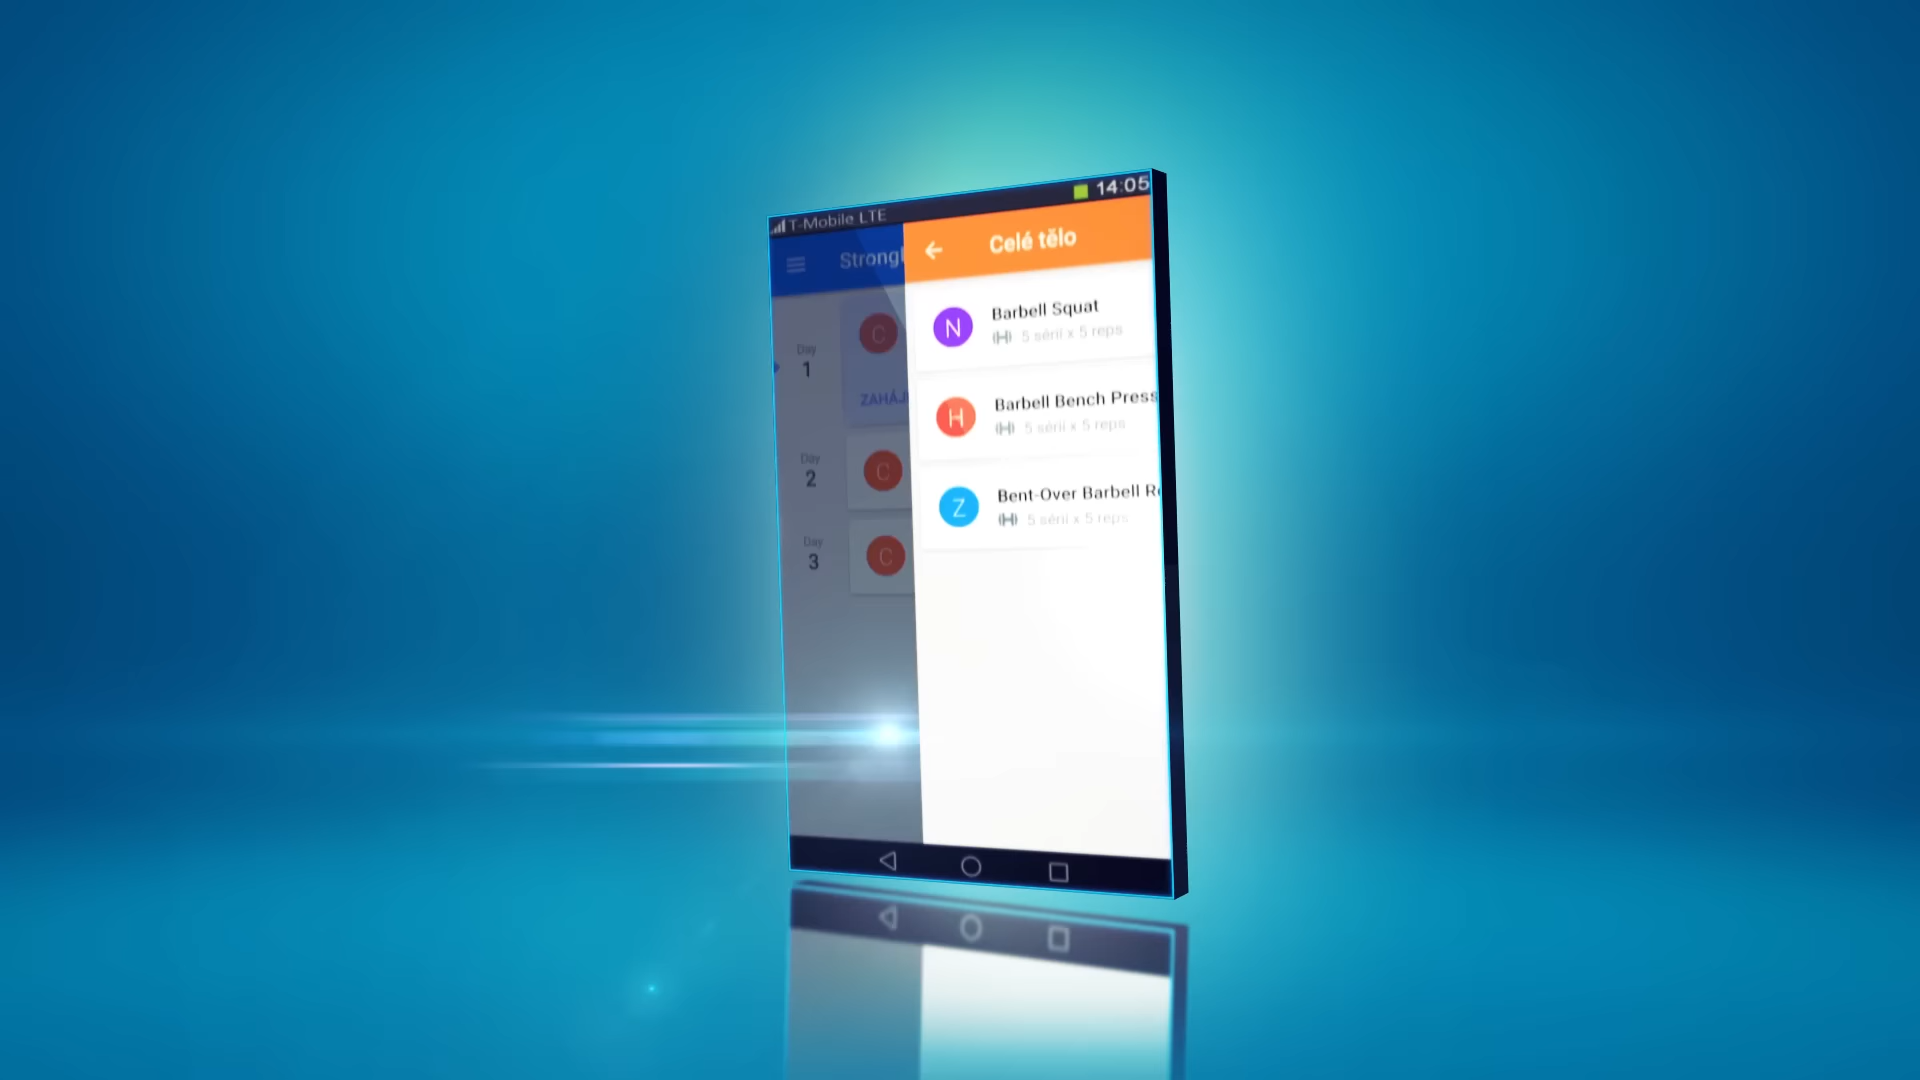 T-Mobile LTE
14:05
Strongl
Celé tělo
Day
1
C
ZAHÁJ
Day
2
C
Day
3
C
N
Barbell Squat
5 sérií x 5 reps
H
Barbell Bench Press
5 sérií x 5 reps
Z
Bent-Over Barbell R
5 sérií x 5 reps